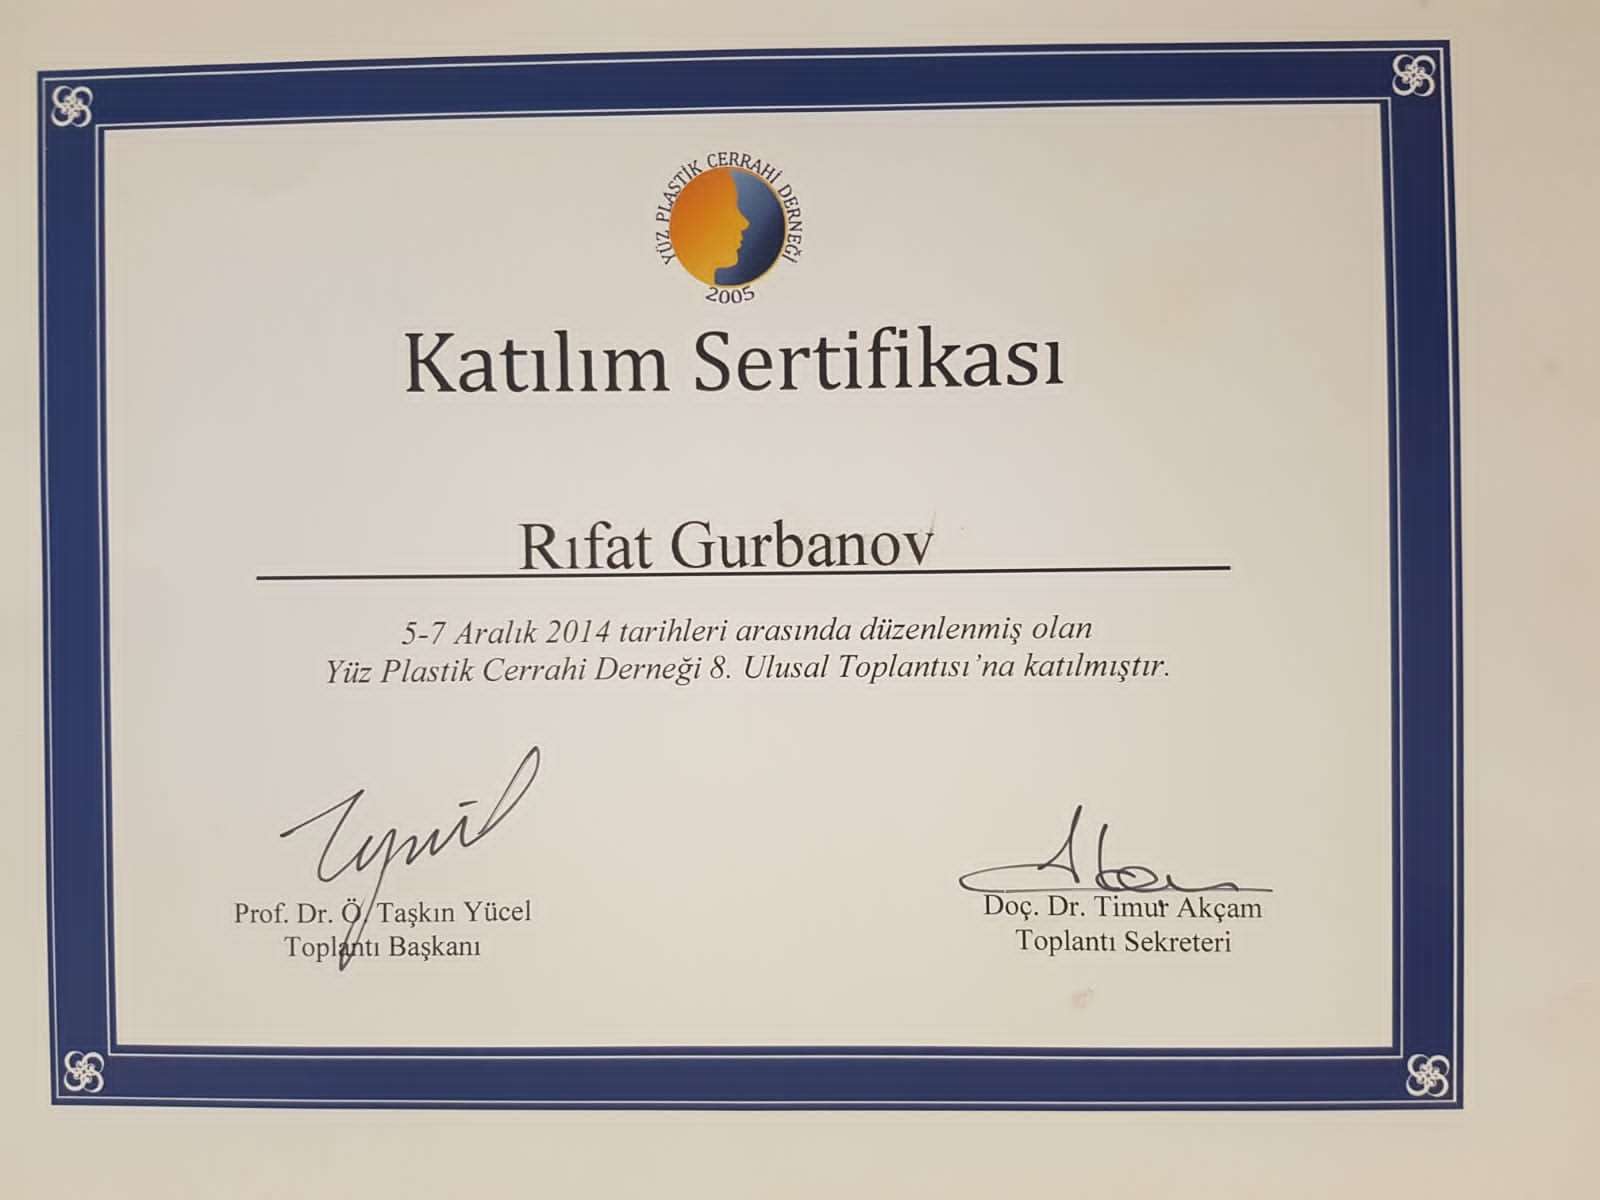 YÜZ PLASTİK CERRAHİ DERNEĞİ
2005
Katılım Sertifikası
Rıfat Gurbanov
5-7 Aralık 2014 tarihleri arasında düzenlenmiş olan
Yüz Plastik Cerrahi Derneği 8. Ulusal Toplantısı’na katılmıştır.
Prof. Dr. Ö. Taşkın Yücel
Toplantı Başkanı
Doç. Dr. Timur Akçam
Toplantı Sekreteri